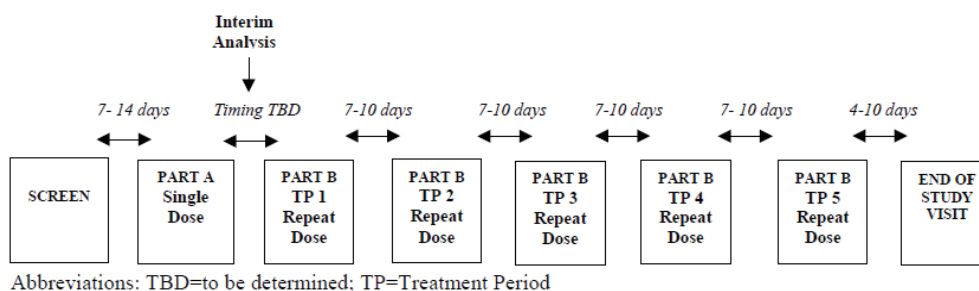 Interim
Analysis
7- 14 days
Timing TBD
7-10 days
7-10 days
7-10 days
7- 10 days
4-10 days
SCREEN
PART A
Single
Dose
PART B
TP 1
Repeat
Dose
PART B
TP 2
Repeat
Dose
PART B
TP 3
Repeat
Dose
PART B
TP 4
Repeat
Dose
PART B
TP 5
Repeat
Dose
END OF
STUDY
VISIT
Abbreviations: TBD=to be determined; TP=Treatment Period